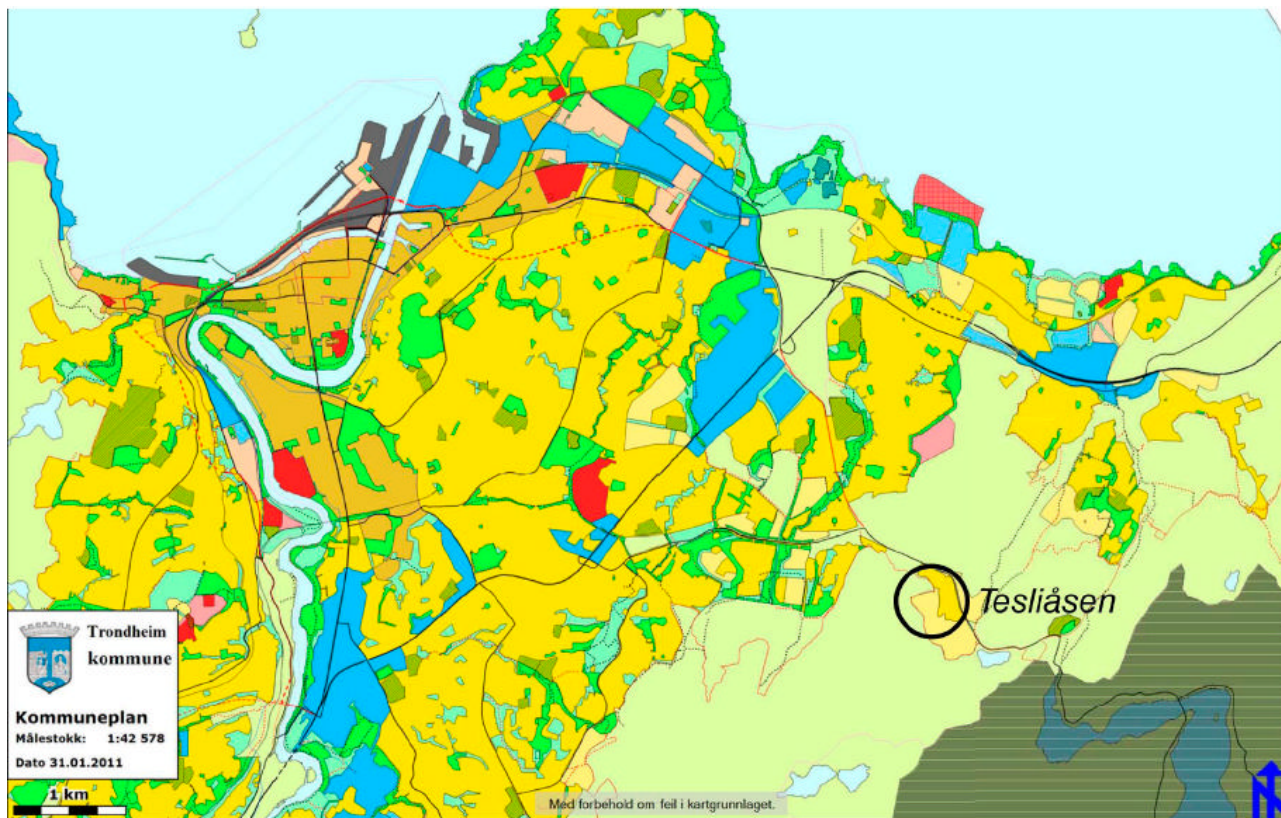 Tesliåsen
Trondheim
kommune
Kommuneplan
Målestokk: 1:42 578
Dato 31.01.2011
1 km
Med forbehold om feil i kartgrunnlaget.
N